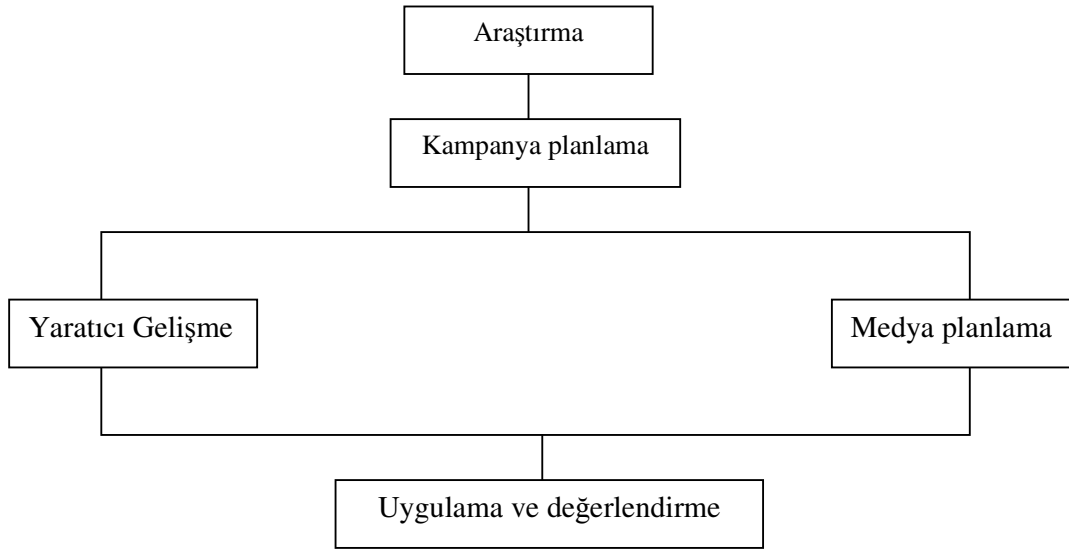 Araştırma
Kampanya planlama
Yaratıcı Gelişme
Medya planlama
Uygulama ve değerlendirme